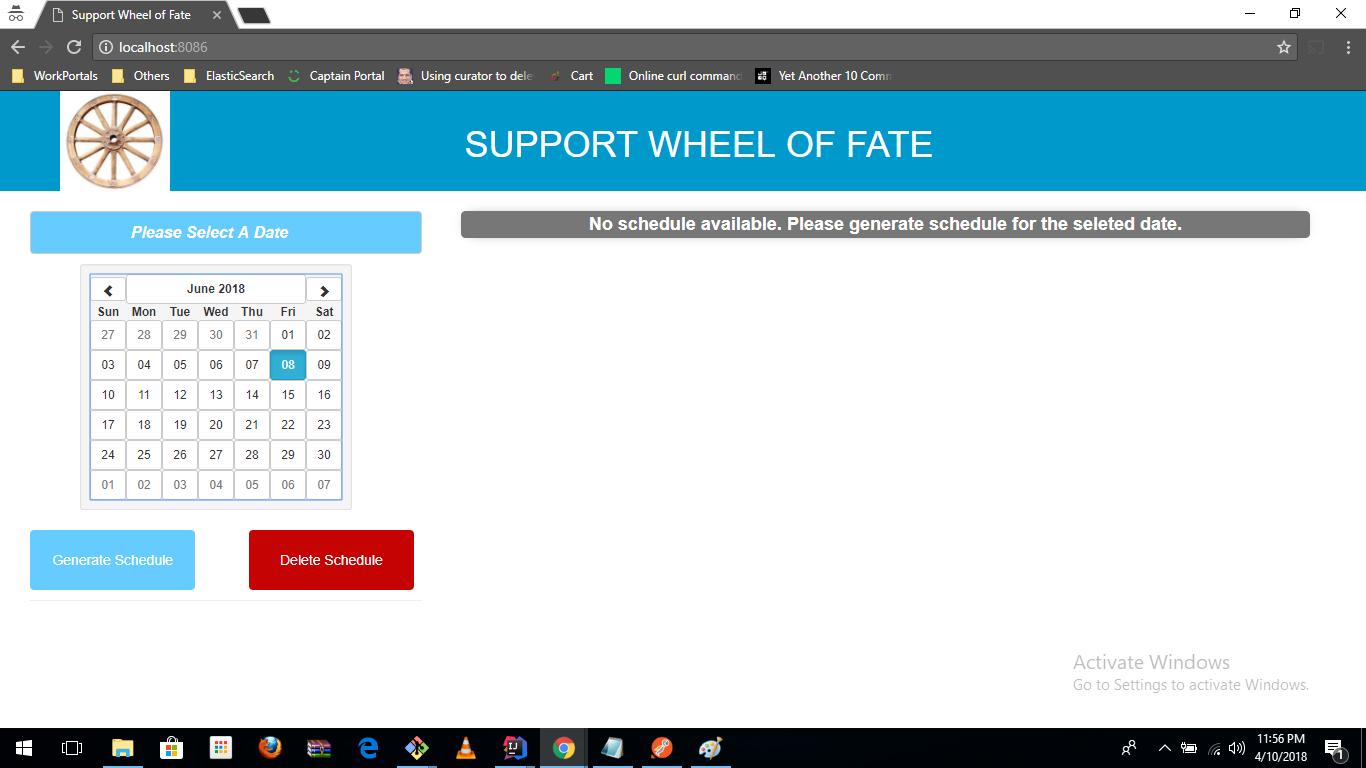 Support Wheel of Fate
localhost:8086
WorkPortals
Others
ElasticSearch
Captain Portal
Using curator to dele
Cart
Online curl command
Yet Another 10 Comm
SUPPORT WHEEL OF FATE
Please Select A Date
No schedule available. Please generate schedule for the seleted date.
June 2018
Sun Mon Tue Wed Thu Fri Sat
27 28 29 30 31 01 02
03 04 05 06 07 08 09
10 11 12 13 14 15 16
17 18 19 20 21 22 23
24 25 26 27 28 29 30
01 02 03 04 05 06 07
Generate Schedule
Delete Schedule
Activate Windows
Go to Settings to activate Windows.
11:56 PM
4/10/2018
1